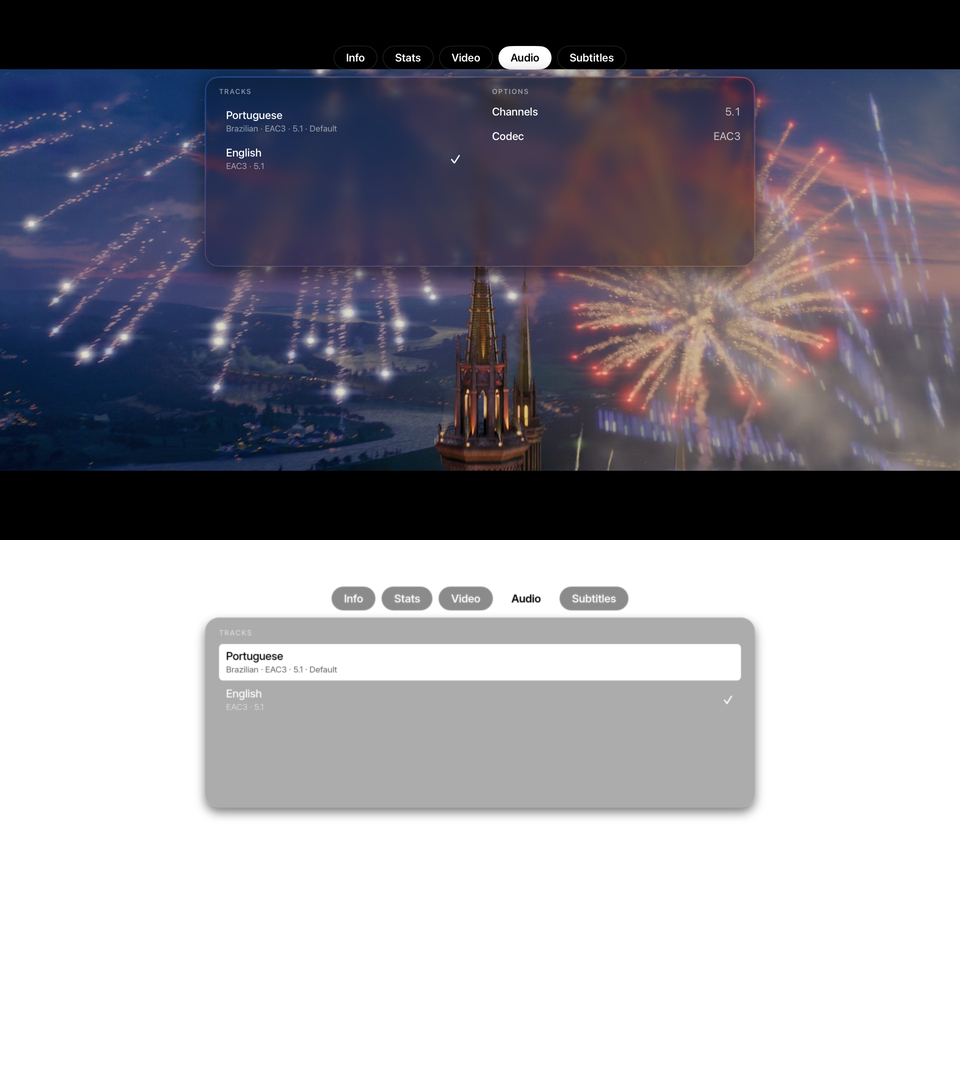 Info Stats Video Audio Subtitles
TRACKS
Portuguese
Brazilian · EAC3 · 5.1 · Default
English
EAC3 · 5.1
OPTIONS
Channels 5.1
Codec EAC3
Info Stats Video Audio Subtitles
TRACKS
Portuguese
Brazilian · EAC3 · 5.1 · Default
English
EAC3 · 5.1